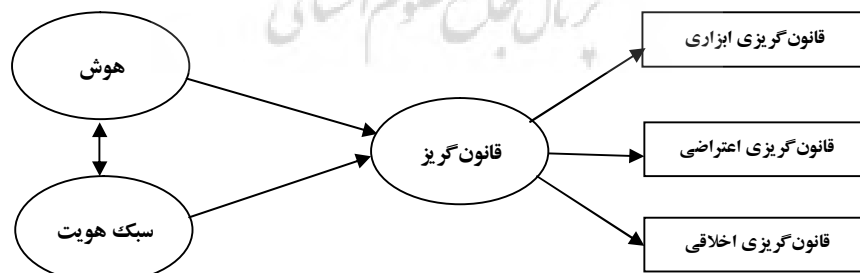 هوش
سبک هویت
قانون‌گریز
قانون‌گریزی ابزاری
قانون‌گریزی اعتراضی
قانون‌گریزی اخلاقی